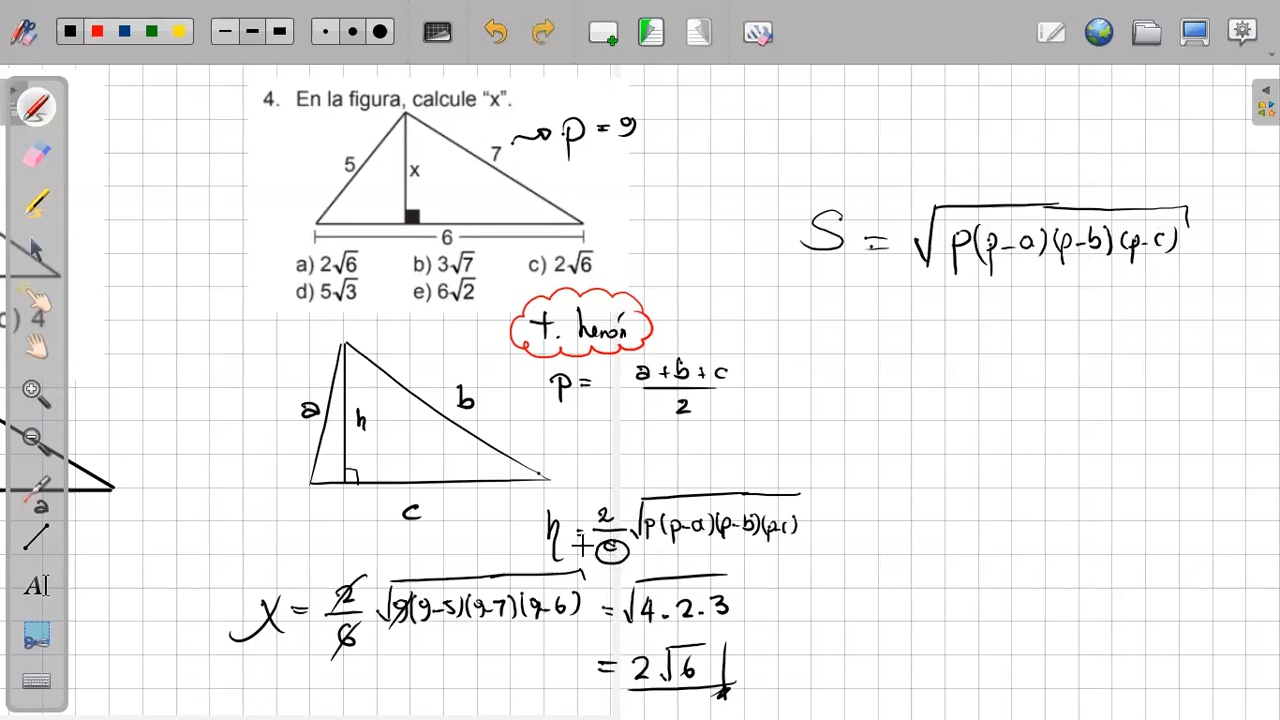 4. En la figura, calcule “x”.
5
x
7
⤳ p = 9
6
a) 2√6 b) 3√7 c) 2√6
d) 5√3 e) 6√2
S = √p(p-a)(p-b)(p-c)
c) 4
t. herón
p = a+b+c
2
a
h
b
c
h = 2/c √p(p-a)(p-b)(p-c)
x = 2/6 √9(9-5)(9-7)(9-6) = √4.2.3
= 2√6
a
A